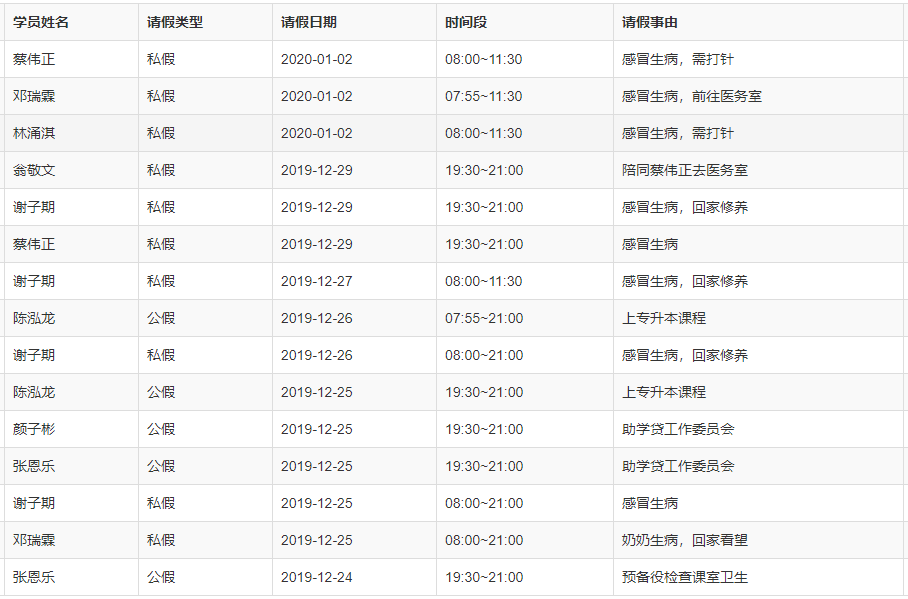 学员姓名 请假类型 请假日期 时间段 请假事由
蔡伟正 私假 2020-01-02 08:00~11:30 感冒生病，需打针
邓瑞霖 私假 2020-01-02 07:55~11:30 感冒生病，前往医务室
林涌淇 私假 2020-01-02 08:00~11:30 感冒生病，需打针
翁敬文 私假 2019-12-29 19:30~21:00 陪同蔡伟正去医务室
谢子期 私假 2019-12-29 19:30~21:00 感冒生病，回家修养
蔡伟正 私假 2019-12-29 19:30~21:00 感冒生病
谢子期 私假 2019-12-27 08:00~11:30 感冒生病，回家修养
陈泓龙 公假 2019-12-26 07:55~21:00 上专升本课程
谢子期 私假 2019-12-26 08:00~21:00 感冒生病，回家修养
陈泓龙 公假 2019-12-25 19:30~21:00 上专升本课程
颜子彬 公假 2019-12-25 19:30~21:00 助学贷工作委员会
张恩乐 公假 2019-12-25 19:30~21:00 助学贷工作委员会
谢子期 私假 2019-12-25 08:00~21:00 感冒生病
邓瑞霖 私假 2019-12-25 08:00~21:00 奶奶生病，回家看望
张恩乐 公假 2019-12-24 19:30~21:00 预备役检查课室卫生